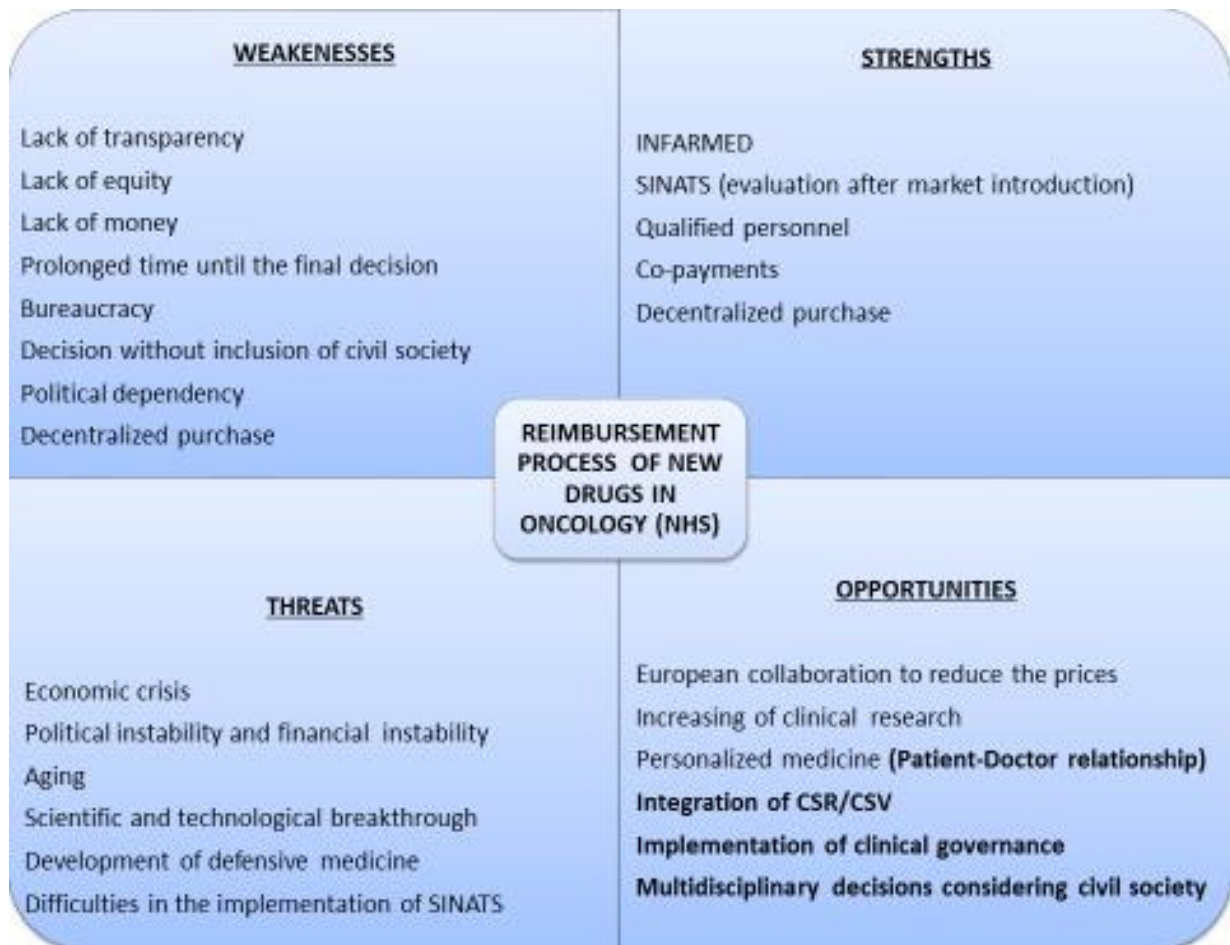 WEAKENESSES
Lack of transparency
Lack of equity
Lack of money
Prolonged time until the final decision
Bureaucracy
Decision without inclusion of civil society
Political dependency
Decentralized purchase
STRENGTHS
INFARMED
SINATS (evaluation after market introduction)
Qualified personnel
Co-payments
Decentralized purchase
REIMBURSEMENT
PROCESS OF NEW
DRUGS IN
ONCOLOGY (NHS)
THREATS
Economic crisis
Political instability and financial instability
Aging
Scientific and technological breakthrough
Development of defensive medicine
Difficulties in the implementation of SINATS
OPPORTUNITIES
European collaboration to reduce the prices
Increasing of clinical research
Personalized medicine (Patient-Doctor relationship)
Integration of CSR/CSV
Implementation of clinical governance
Multidisciplinary decisions considering civil society